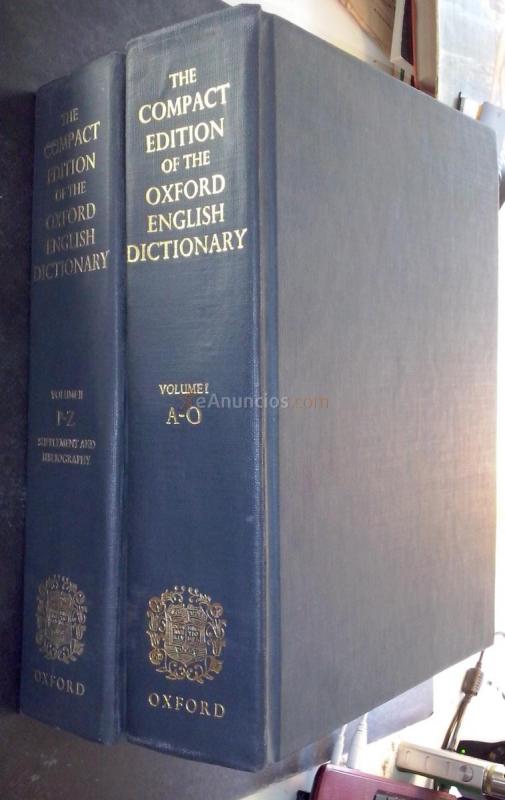 THE
COMPACT
EDITION
OF THE
OXFORD
ENGLISH
DICTIONARY
VOLUME II
P-Z
SUPPLEMENT AND
BIBLIOGRAPHY
OXFORD
THE
COMPACT
EDITION
OF THE
OXFORD
ENGLISH
DICTIONARY
VOLUME I
A-O
OXFORD
eAnuncios.com